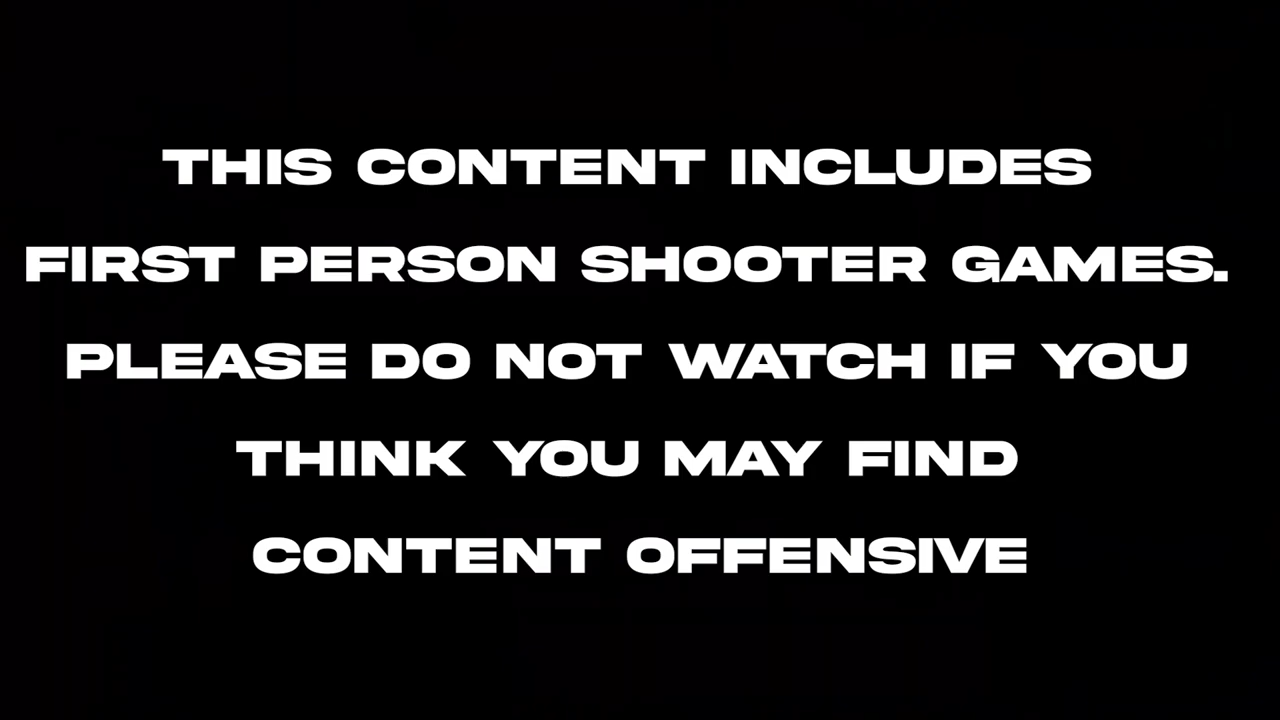 THIS CONTENT INCLUDES
FIRST PERSON SHOOTER GAMES.
PLEASE DO NOT WATCH IF YOU
THINK YOU MAY FIND
CONTENT OFFENSIVE